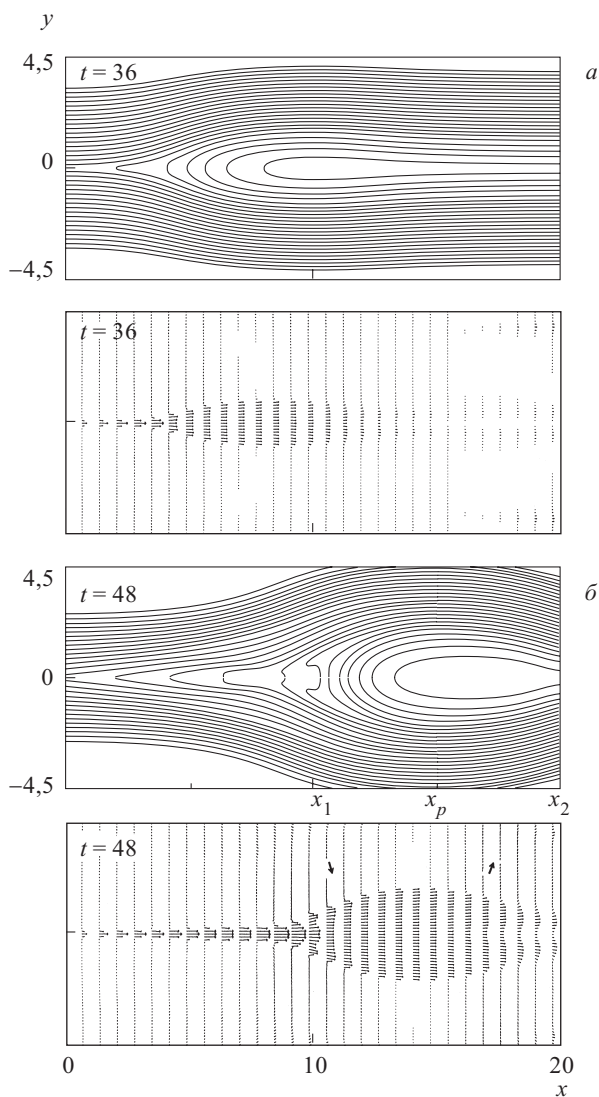 y
4,5
t = 36
а
0
−4,5
t = 36
4,5
t = 48
б
0
−4,5
x1
xp
x2
t = 48
0
10
20
x